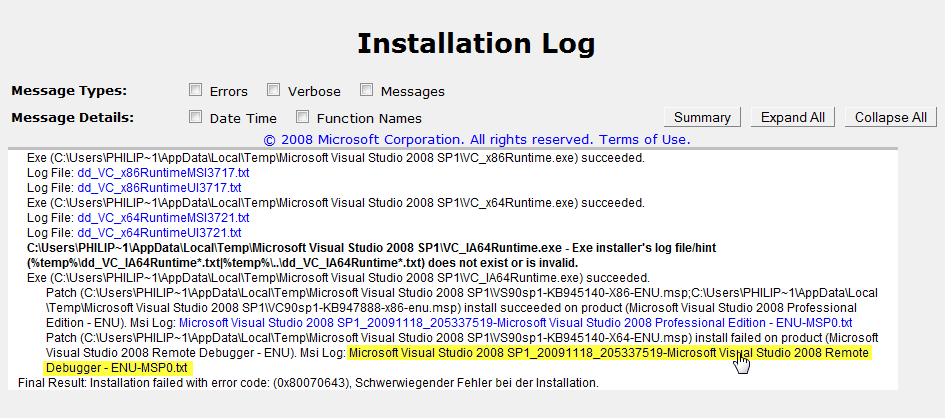 Installation Log
Message Types: Errors Verbose Messages
Message Details: Date Time Function Names Summary Expand All Collapse All
© 2008 Microsoft Corporation. All rights reserved. Terms of Use.
Exe (C:\Users\PHILIP~1\AppData\Local\Temp\Microsoft Visual Studio 2008 SP1\VC_x86Runtime.exe) succeeded.
Log File: dd_VC_x86RuntimeMSI3717.txt
Log File: dd_VC_x86RuntimeUI3717.txt
Exe (C:\Users\PHILIP~1\AppData\Local\Temp\Microsoft Visual Studio 2008 SP1\VC_x64Runtime.exe) succeeded.
Log File: dd_VC_x64RuntimeMSI3721.txt
Log File: dd_VC_x64RuntimeUI3721.txt
C:\Users\PHILIP~1\AppData\Local\Temp\Microsoft Visual Studio 2008 SP1\VC_IA64Runtime.exe - Exe installer's log file/hint
(%temp%\dd_VC_IA64Runtime*.txt|%temp%\..\dd_VC_IA64Runtime*.txt) does not exist or is invalid.
Exe (C:\Users\PHILIP~1\AppData\Local\Temp\Microsoft Visual Studio 2008 SP1\VC_IA64Runtime.exe) succeeded.
Patch (C:\Users\PHILIP~1\AppData\Local\Temp\Microsoft Visual Studio 2008 SP1\VS90sp1-KB945140-X86-ENU.msp;C:\Users\PHILIP~1\AppData\Local
\Temp\Microsoft Visual Studio 2008 SP1\VC90sp1-KB947888-x86-enu.msp) install succeeded on product (Microsoft Visual Studio 2008 Professional
Edition - ENU). Msi Log: Microsoft Visual Studio 2008 SP1_20091118_205337519-Microsoft Visual Studio 2008 Professional Edition - ENU-MSP0.txt
Patch (C:\Users\PHILIP~1\AppData\Local\Temp\Microsoft Visual Studio 2008 SP1\VS90sp1-KB945140-X64-ENU.msp) install failed on product (Microsoft
Visual Studio 2008 Remote Debugger - ENU). Msi Log: Microsoft Visual Studio 2008 SP1_20091118_205337519-Microsoft Visual Studio 2008 Remote
Debugger - ENU-MSP0.txt
Final Result: Installation failed with error code: (0x80070643), Schwerwiegender Fehler bei der Installation.